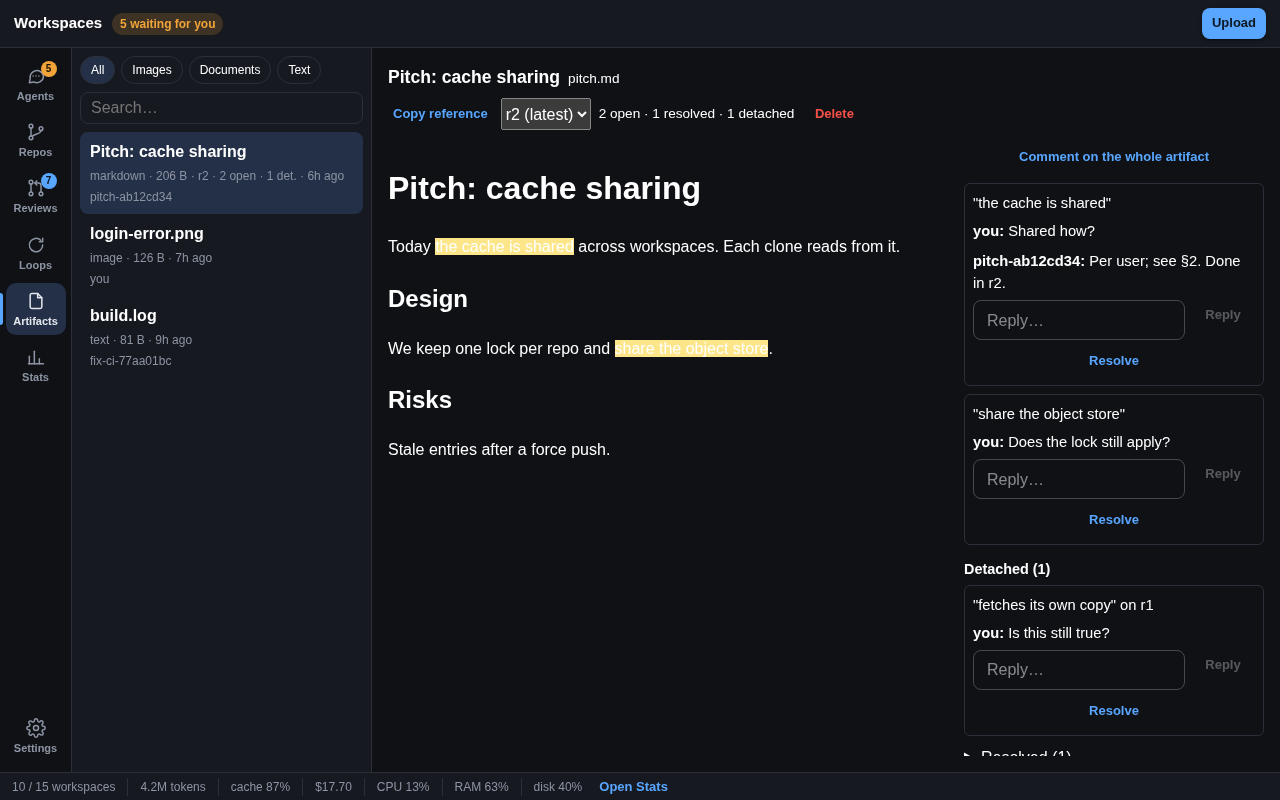 Workspaces
5 waiting for you
Upload
5
Agents
Repos
7
Reviews
Loops
Artifacts
Stats
Settings
All
Images
Documents
Text
Search…
Pitch: cache sharing
markdown · 206 B · r2 · 2 open · 1 det. · 6h ago
pitch-ab12cd34
login-error.png
image · 126 B · 7h ago
you
build.log
text · 81 B · 9h ago
fix-ci-77aa01bc
Pitch: cache sharing pitch.md
Copy reference
r2 (latest)
2 open · 1 resolved · 1 detached
Delete
Pitch: cache sharing
Today the cache is shared across workspaces. Each clone reads from it.
Design
We keep one lock per repo and share the object store.
Risks
Stale entries after a force push.
Comment on the whole artifact
"the cache is shared"
you: Shared how?
pitch-ab12cd34: Per user; see §2. Done
in r2.
Reply…
Reply
Resolve
"share the object store"
you: Does the lock still apply?
Reply…
Reply
Resolve
Detached (1)
"fetches its own copy" on r1
you: Is this still true?
Reply…
Reply
Resolve
Resolved (1)
10 / 15 workspaces
4.2M tokens
cache 87%
$17.70
CPU 13%
RAM 63%
disk 40%
Open Stats